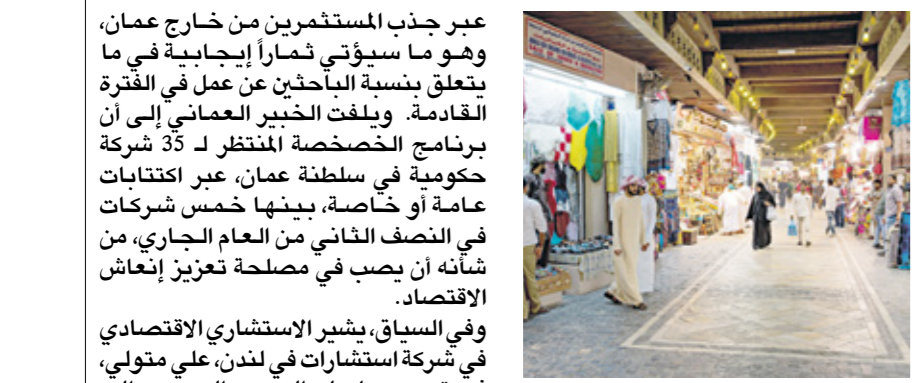 عبر جذب المستثمرين من خارج عمان،
وهو ما سيؤتي ثماراً إيجابية في ما
يتعلق بنسبة الباحثين عن عمل في الفترة
القادمة. ويلفت الخبير العماني إلى أن
برنامج الخصخصة المنتظر لـ 35 شركة
حكومية في سلطنة عمان، عبر اكتتابات
عامة أو خاصة، بينها خمس شركات
في النصف الثاني من العام الجاري، من
شأنه أن يصب في مصلحة تعزيز إنعاش
الاقتصاد.
وفي السياق، يشير الاستشاري الاقتصادي
في شركة استشارات في لندن، علي متولي،